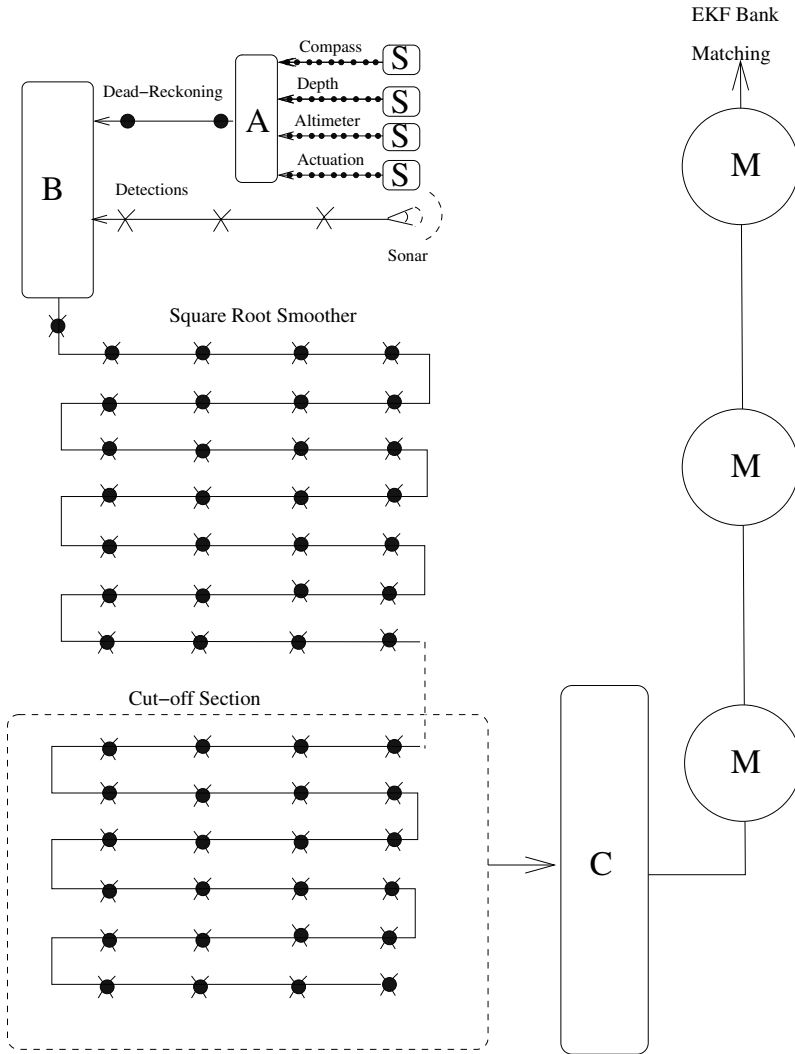 EKF Bank
Matching
Compass
S
Dead−Reckoning
A
Depth
S
Altimeter
S
Actuation
S
B
Detections
Sonar
M
Square Root Smoother
M
Cut−off Section
M
C